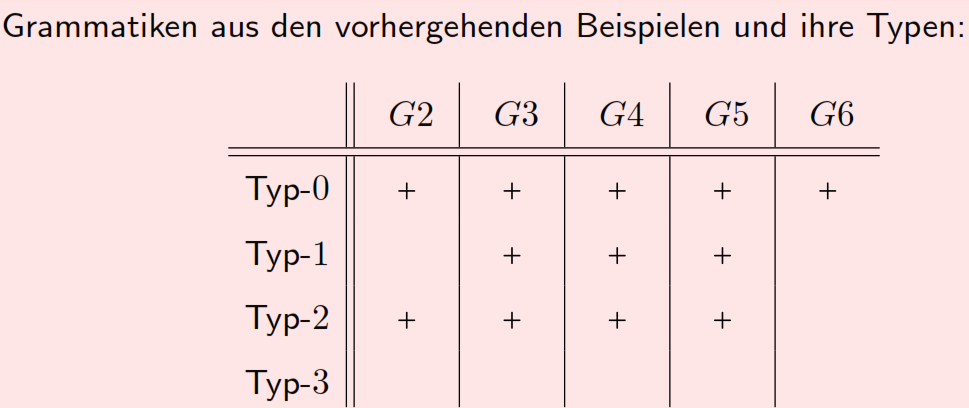 Grammatiken aus den vorhergehenden Beispielen und ihre Typen:
G2 G3 G4 G5 G6
Typ-0 + + + + +
Typ-1 + + +
Typ-2 + + + +
Typ-3